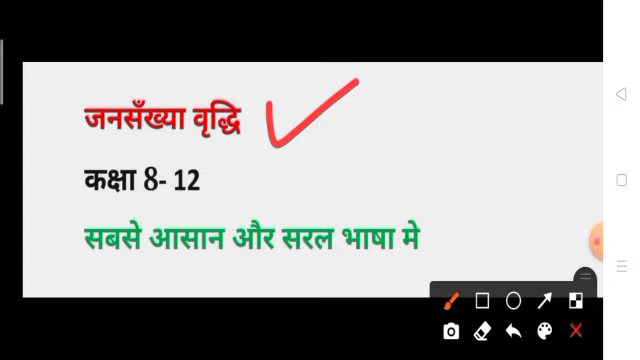 जनसँख्या वृद्धि
कक्षा 8- 12
सबसे आसान और सरल भाषा मे